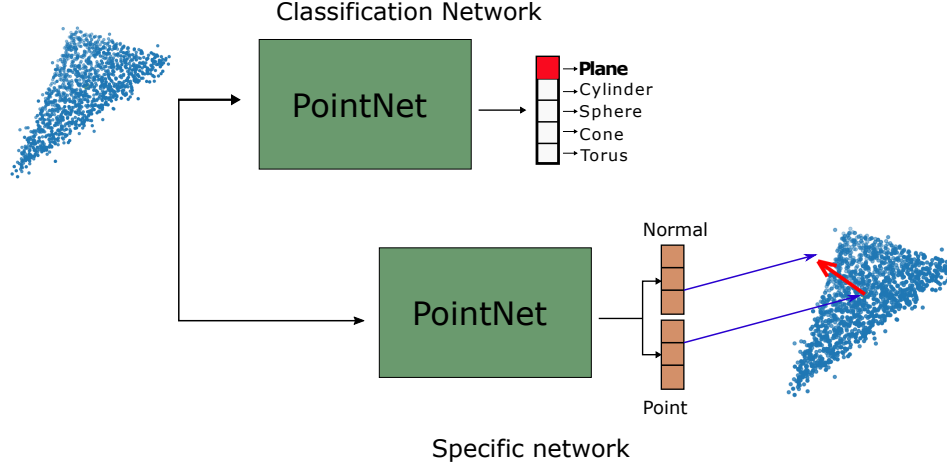 Classification Network
PointNet
Plane
Cylinder
Sphere
Cone
Torus
Normal
PointNet
Point
Specific network